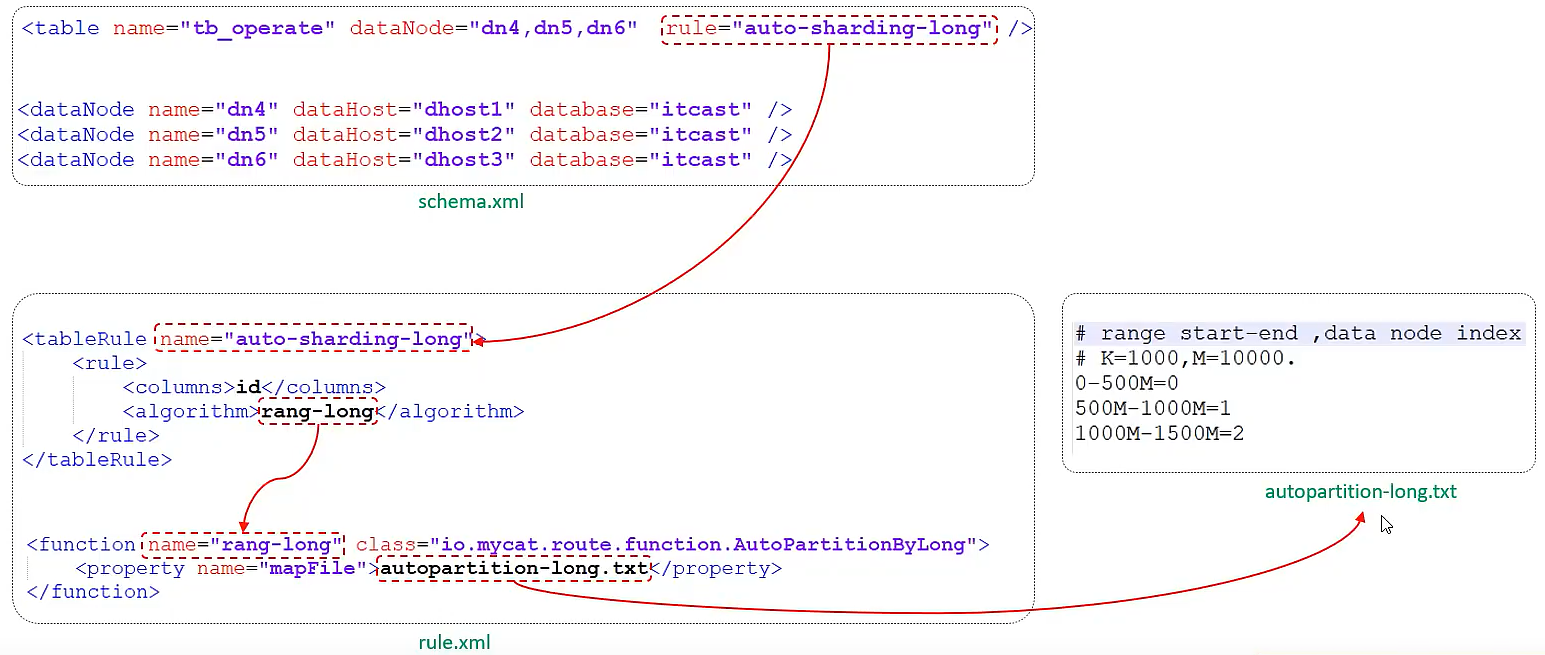 <table name="tb_operate" dataNode="dn4,dn5,dn6" rule="auto-sharding-long" />
<dataNode name="dn4" dataHost="dhost1" database="itcast" />
<dataNode name="dn5" dataHost="dhost2" database="itcast" />
<dataNode name="dn6" dataHost="dhost3" database="itcast" />
schema.xml
<tableRule name="auto-sharding-long">
<rule>
<columns>id</columns>
<algorithm>rang-long</algorithm>
</rule>
</tableRule>
<function name="rang-long" class="io.mycat.route.function.AutoPartitionByLong">
<property name="mapFile">autopartition-long.txt</property>
</function>
rule.xml
# range start-end ,data node index
# K=1000,M=10000.
0-500M=0
500M-1000M=1
1000M-1500M=2
autopartition-long.txt